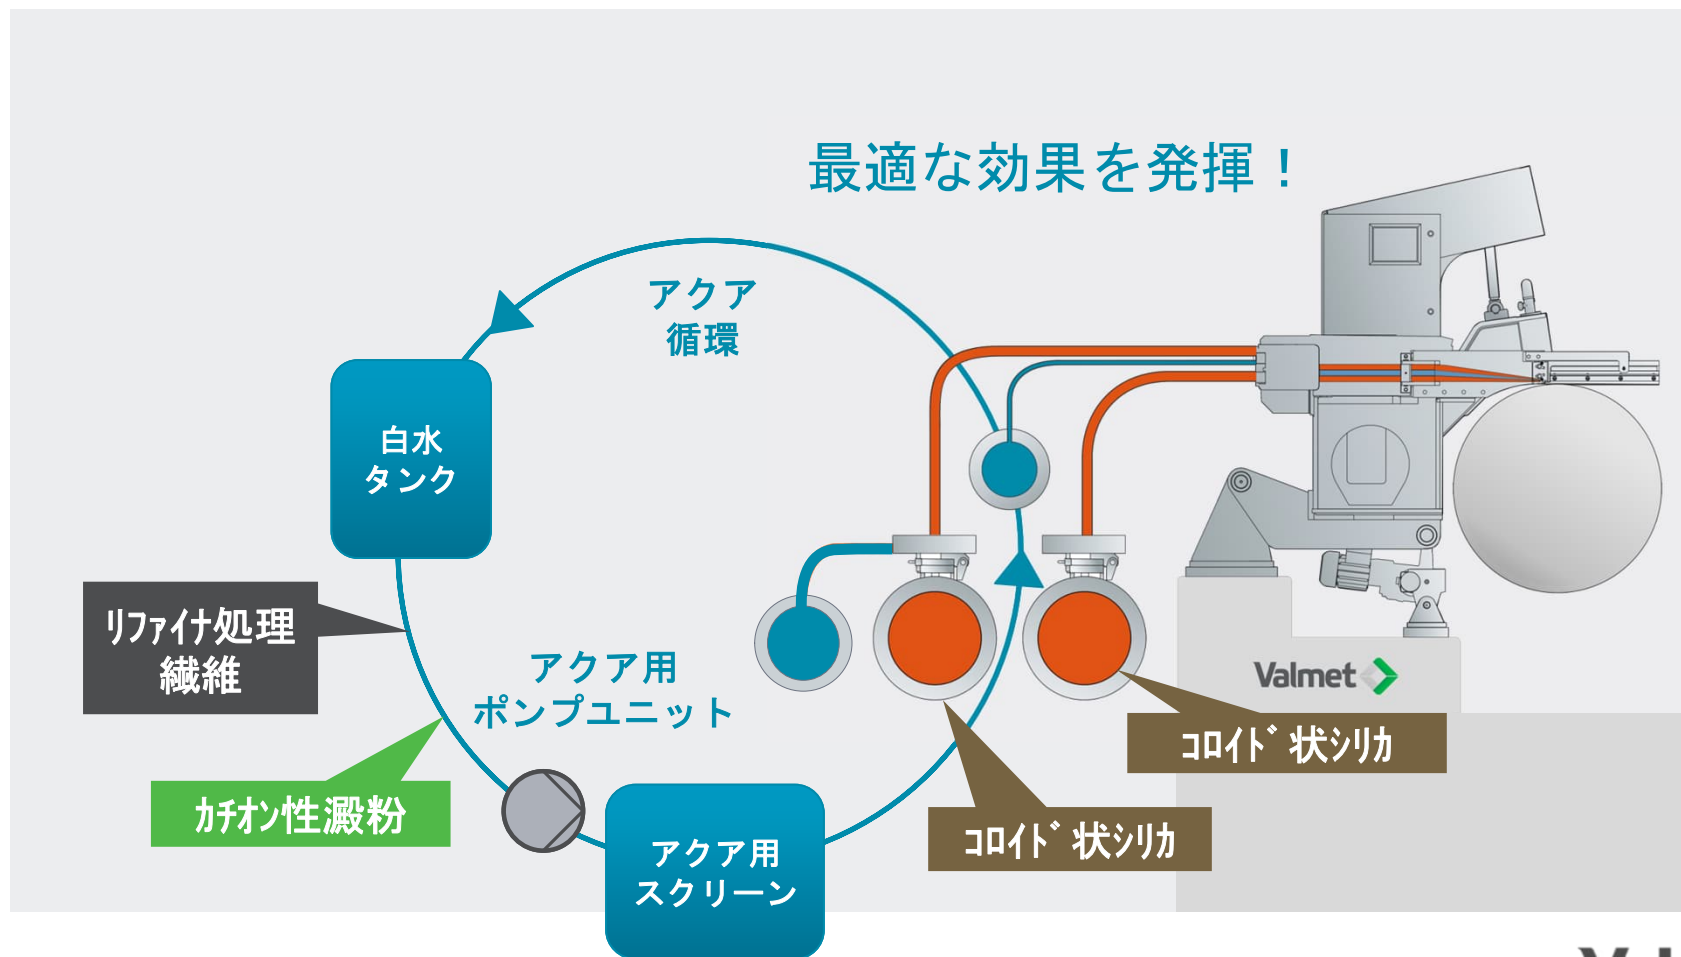 最適な効果を発揮！
アクア
循環
白水
タンク
リファイナ処理
繊維
アクア用
ポンプユニット
Valmet
コロイド状シリカ
カチオン性澱粉
コロイド状シリカ
アクア用
スクリーン